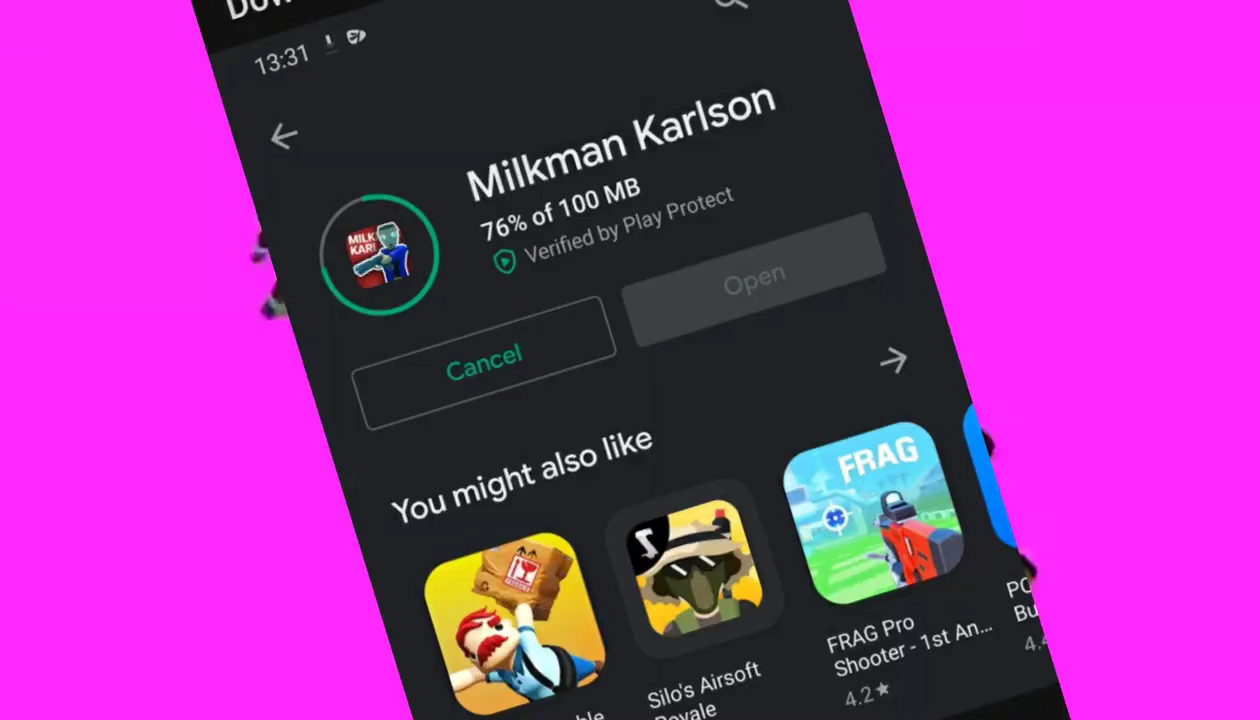 13:31
Milkman Karlson
76% of 100 MB
Verified by Play Protect
Cancel
Open
You might also like
MILK
KARL
FRAG
Silo's Airsoft
FRAG Pro
Shooter - 1st An...
4.2★